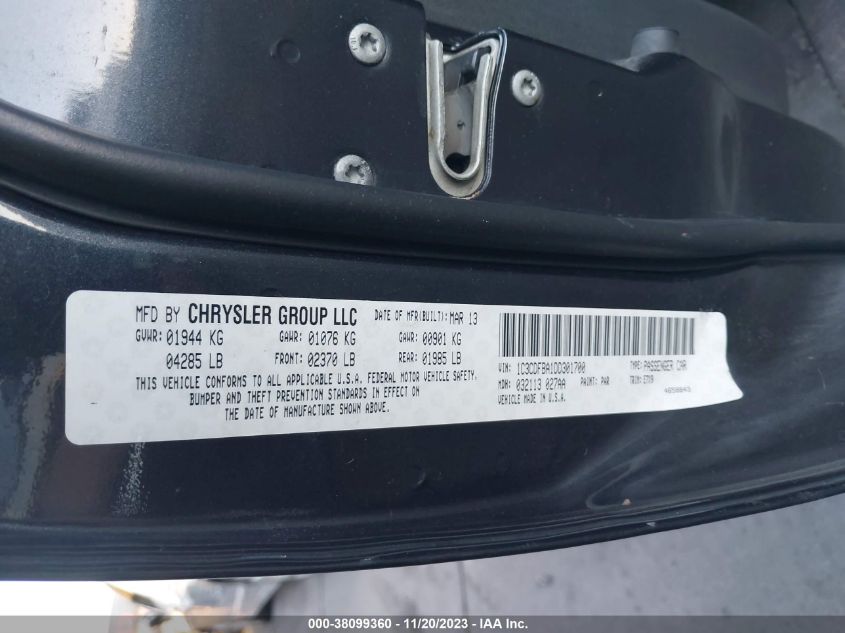 MFD BY CHRYSLER GROUP LLC DATE OF MFR(BUILT): MAR 13
GVWR: 01944 KG GAWR: 01076 KG GAWR: 00901 KG
04285 LB FRONT: 02370 LB REAR: 01985 LB
THIS VEHICLE CONFORMS TO ALL APPLICABLE U.S.A. FEDERAL MOTOR VEHICLE SAFETY,
BUMPER AND THEFT PREVENTION STANDARDS IN EFFECT ON
THE DATE OF MANUFACTURE SHOWN ABOVE.
VIN: 1C3CDFBA1DD301700 TYPE: PASSENGER CAR
MDH: 032113 027AA PAINT: PAR TRIM:
VEHICLE MADE IN U.S.A.
000-38099360 - 11/20/2023 - IAA Inc.